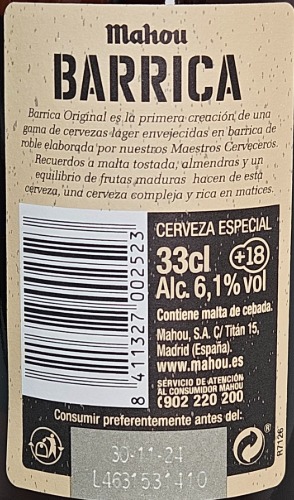 Mahou
BARRICA
Barrica Original es la primera creación de una
gama de cervezas lager envejecidas en barrica de
roble elaborada por nuestros Maestros Cerveceros.
Recuerdos a malta tostada, almendras y un
equilibrio de frutas maduras hacen de esta
cerveza, una cerveza compleja y rica en matices.
CERVEZA ESPECIAL
33cl +18
Alc. 6,1% vol
Contiene malta de cebada.
Mahou, S.A. C/ Titán 15,
Madrid (España).
www.mahou.es
SERVICIO DE ATENCIÓN
AL CONSUMIDOR MAHOU
902 220 200
8 411327 002523
Consumir preferentemente antes del:
30-11-24
L4631531410
R7126